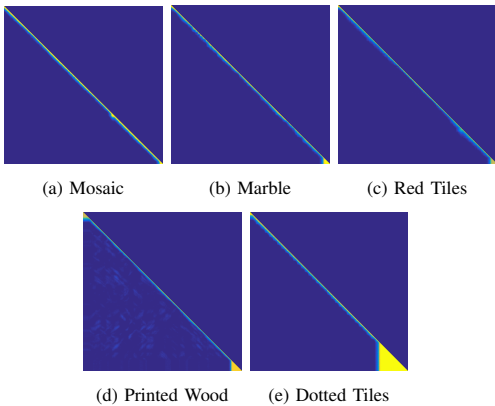 (a) Mosaic
(b) Marble
(c) Red Tiles
(d) Printed Wood
(e) Dotted Tiles